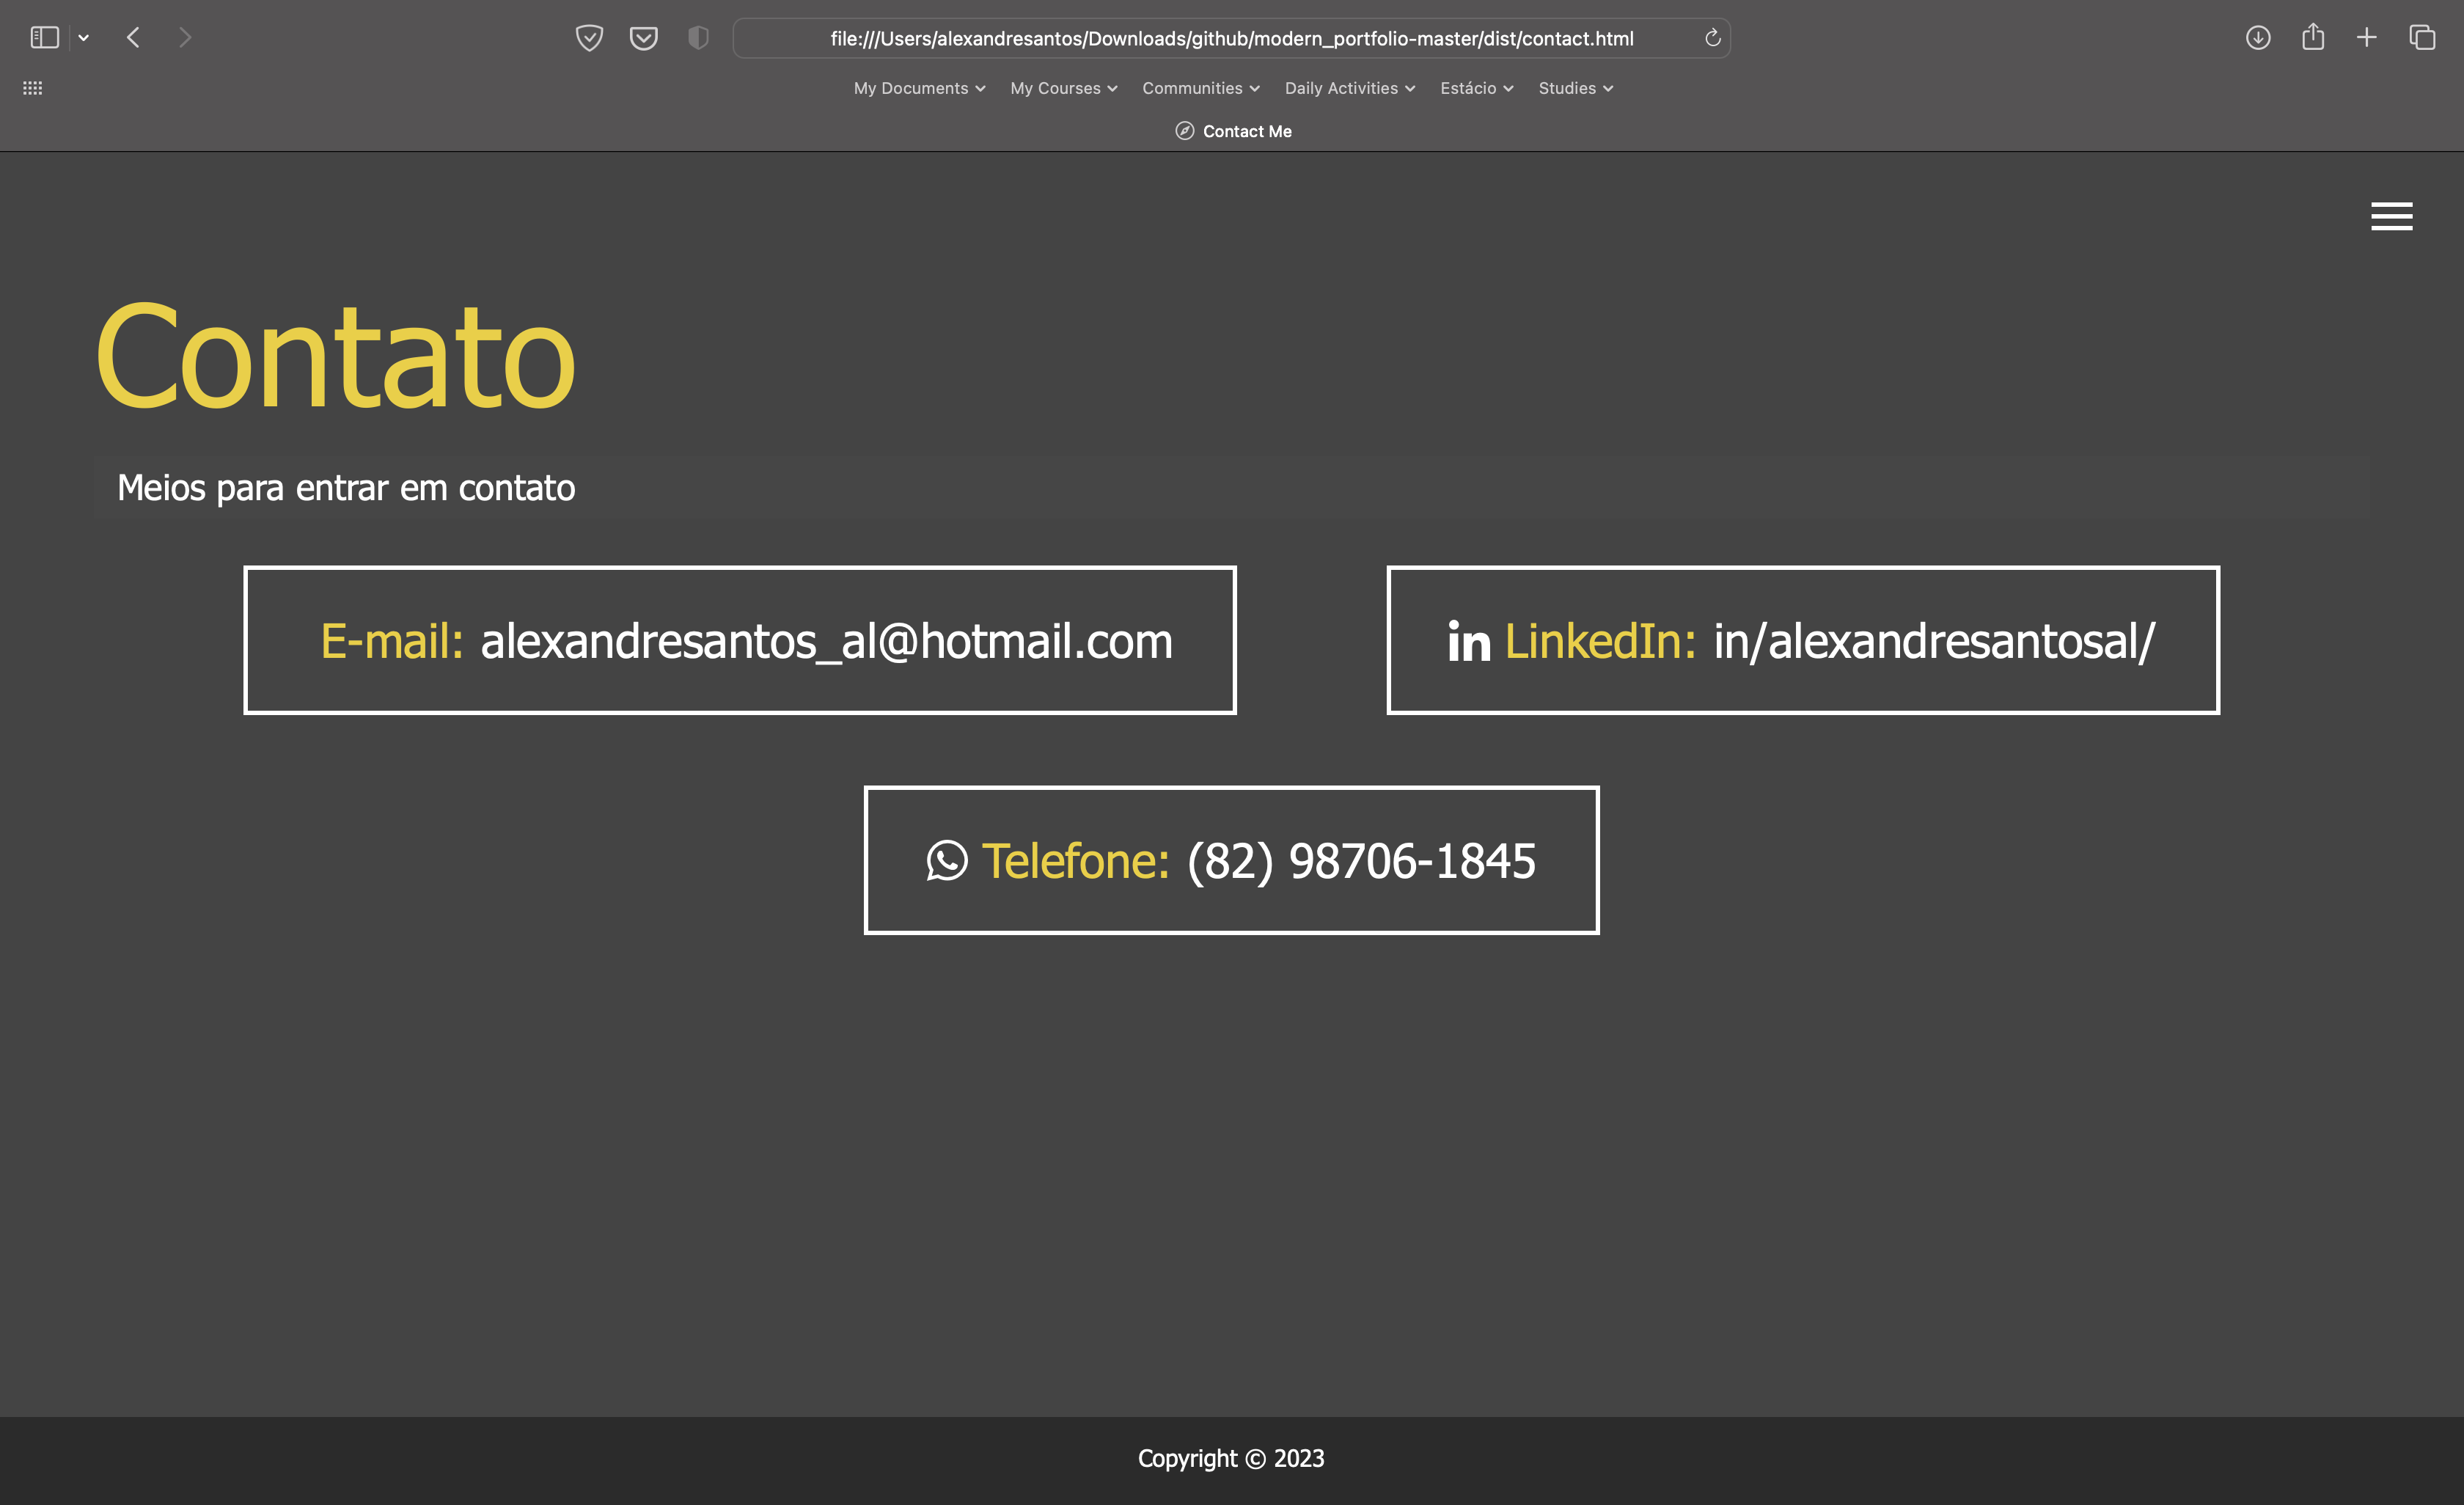 file:///Users/alexandresantos/Downloads/github/modern_portfolio-master/dist/contact.html
My Documents My Courses Communities Daily Activities Estácio Studies
Contact Me
Contato
Meios para entrar em contato
E-mail: alexandresantos_al@hotmail.com
in LinkedIn: in/alexandresantosal/
Telefone: (82) 98706-1845
Copyright © 2023